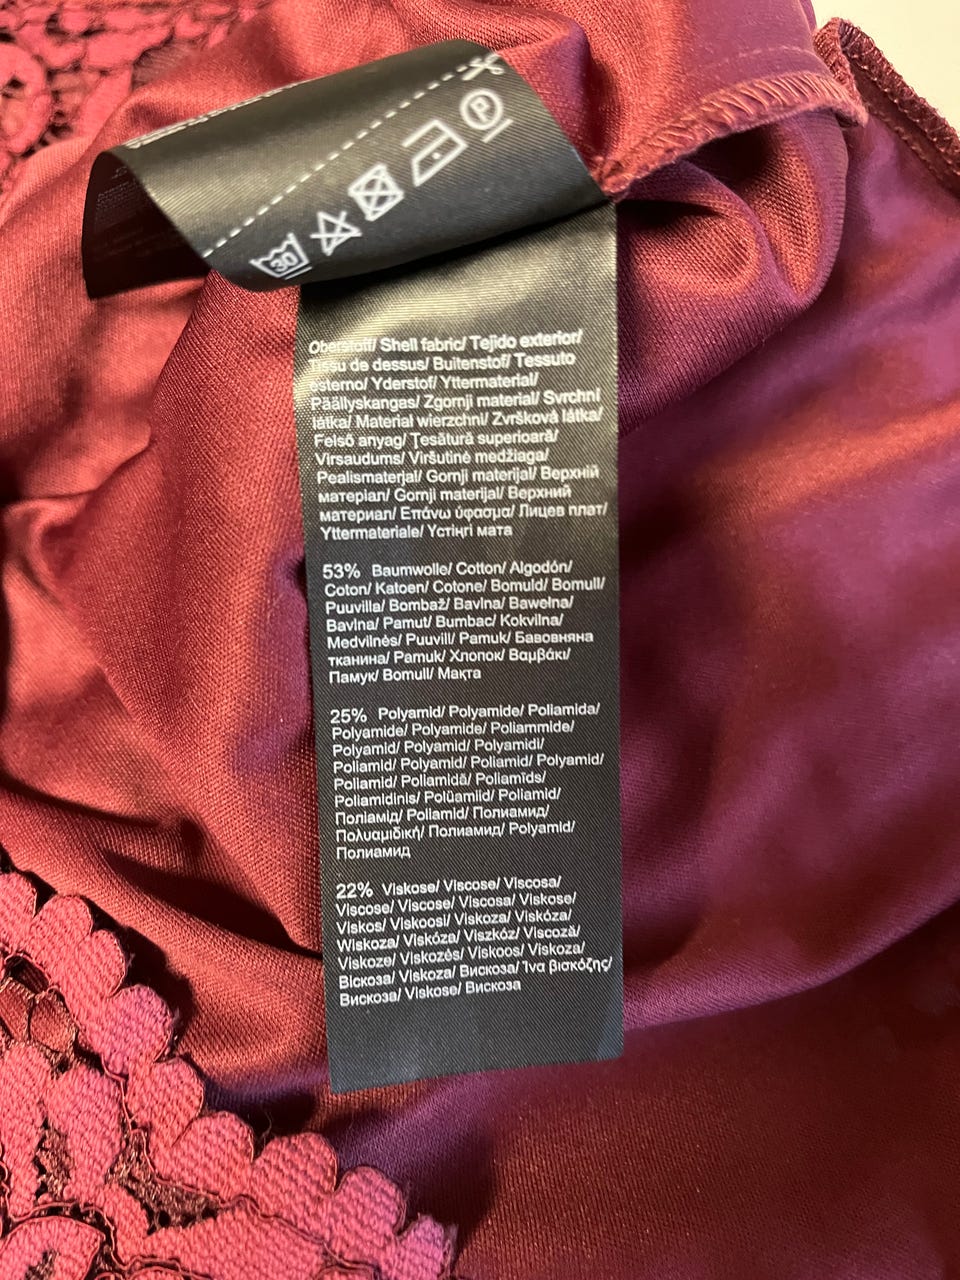 30
P
Oberstoff/ Shell fabric/ Tejido exterior/
Tissu de dessus/ Buitenstof/ Tessuto
esterno/ Yderstof/ Yttermaterial/
Päällyskangas/ Zgornji material/ Svrchní
látka/ Materiał wierzchni/ Zvršková látka/
Felső anyag/ Țesătură superioară/
Virsaudums/ Viršutinė medžiaga/
Pealismaterjal/ Gornji materijal/ Верхній
матеріал/ Gornji materijal/ Верхний
материал/ Επάνω ύφασμα/ Лицев плат/
Yttermateriale/ Үстіңгі мата
53% Baumwolle/ Cotton/ Algodón/
Coton/ Katoen/ Cotone/ Bomuld/ Bomull/
Puuvilla/ Bombaž/ Bavlna/ Bawełna/
Bavlna/ Pamut/ Bumbac/ Kokvilna/
Medvilnės/ Puuvill/ Pamuk/ Бавовняна
тканина/ Pamuk/ Хлопок/ Βαμβάκι/
Памук/ Bomull/ Мақта
25% Polyamid/ Polyamide/ Poliamida/
Polyamide/ Polyamide/ Poliammide/
Polyamid/ Polyamid/ Polyamidi/
Poliamid/ Polyamid/ Poliamid/ Polyamid/
Poliamid/ Poliamidă/ Poliamīds/
Poliamidinis/ Polüamiid/ Poliamid/
Поліамід/ Poliamid/ Полиамид/
Πολυαμιδική/ Полиамид/ Polyamid/
Полиамид
22% Viskose/ Viscose/ Viscosa/
Viscose/ Viscose/ Viscosa/ Viskose/
Viskos/ Viskoosi/ Viskoza/ Viskóza/
Wiskoza/ Viskóza/ Viszkóz/ Viscoză/
Viskoze/ Viskozės/ Viskoos/ Viskoza/
Віскоза/ Viskoza/ Вискоза/ Ίνα βισκόζης/
Вискоза/ Viskose/ Вискоза